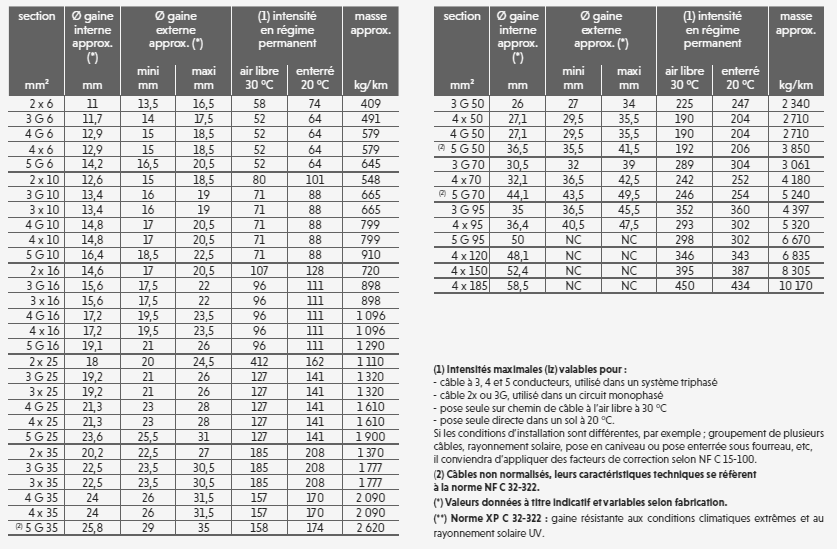 section Ø gaine interne approx. (*) Ø gaine externe approx. (*) (1) intensité en régime permanent masse approx.
mini maxi air libre enterré
mm² mm mm mm 30 °C 20 °C kg/km
2 x 6 11 13,5 16,5 58 74 409
3 G 6 11,7 14 17,5 52 64 491
4 G 6 12,9 15 18,5 52 64 579
4 x 6 12,9 15 18,5 52 64 579
5 G 6 14,2 16,5 20,5 52 64 645
2 x 10 12,6 15 18,5 80 101 548
3 G 10 13,4 16 19 71 88 665
3 x 10 13,4 16 19 71 88 665
4 G 10 14,8 17 20,5 71 88 799
4 x 10 14,8 17 20,5 71 88 799
5 G 10 16,4 18,5 22,5 71 88 910
2 x 16 14,6 17 20,5 107 128 720
3 G 16 15,6 17,5 22 96 111 898
3 x 16 15,6 17,5 22 96 111 898
4 G 16 17,2 19,5 23,5 96 111 1 096
4 x 16 17,2 19,5 23,5 96 111 1 096
5 G 16 19,1 21 26 96 111 1 290
2 x 25 18 20 24,5 412 162 1 110
3 G 25 19,2 21 26 127 141 1 320
3 x 25 19,2 21 26 127 141 1 320
4 G 25 21,3 23 28 127 141 1 610
4 x 25 21,3 23 28 127 141 1 610
5 G 25 23,6 25,5 31 127 141 1 900
2 x 35 20,2 22,5 27 185 208 1 370
3 G 35 22,5 23,5 30,5 185 208 1 777
3 x 35 22,5 23,5 30,5 185 208 1 777
4 G 35 24 26 31,5 157 170 2 090
4 x 35 24 26 31,5 157 170 2 090
(2) 5 G 35 25,8 29 35 158 174 2 620
section Ø gaine interne approx. (*) Ø gaine externe approx. (*) (1) intensité en régime permanent masse approx.
mini maxi air libre enterré
mm² mm mm mm 30 °C 20 °C kg/km
3 G 50 26 27 34 225 247 2 340
4 x 50 27,1 29,5 35,5 190 204 2 710
4 G 50 27,1 29,5 35,5 190 204 2 710
(2) 5 G 50 36,5 35,5 41,5 192 206 3 850
3 G 70 30,5 32 39 289 304 3 061
4 x 70 32,1 36,5 42,5 242 252 4 180
(2) 5 G 70 44,1 43,5 49,5 246 254 5 240
3 G 95 35 36,5 45,5 352 360 4 397
4 x 95 36,4 40,5 47,5 293 302 5 320
5 G 95 50 NC NC 298 302 6 670
4 x 120 48,1 NC NC 346 343 6 835
4 x 150 52,4 NC NC 395 387 8 305
4 x 185 58,5 NC NC 450 434 10 170
(1) Intensités maximales (Iz) valables pour :
- câble à 3, 4 et 5 conducteurs, utilisé dans un système triphasé
- câble 2x ou 3G, utilisé dans un circuit monophasé
- pose seule sur chemin de câble à l'air libre à 30 °C
- pose seule directe dans un sol à 20 °C.
Si les conditions d'installation sont différentes, par exemple ; groupement de plusieurs
câbles, rayonnement solaire, pose en caniveau ou pose enterrée sous fourreau, etc,
il conviendra d'appliquer des facteurs de correction selon NF C 15-100.
(2) Câbles non normalisés, leurs caractéristiques techniques se réfèrent
à la norme NF C 32-322.
(*) Valeurs données à titre indicatif et variables selon fabrication.
(**) Norme XP C 32-322 : gaine résistante aux conditions climatiques extrêmes et au
rayonnement solaire UV.